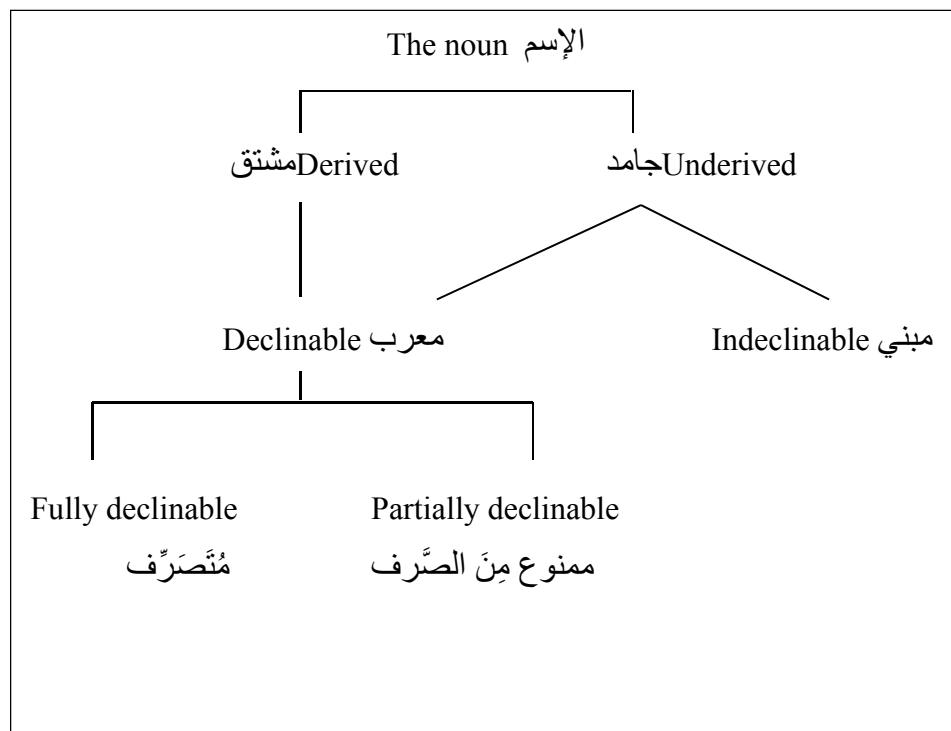 The noun الإسم
مشتقDerived
جامدUnderived
Declinable معرب
Indeclinable مبني
Fully declinable
مُتَصَرِّف
Partially declinable
ممنوع مِنَ الصَّرف